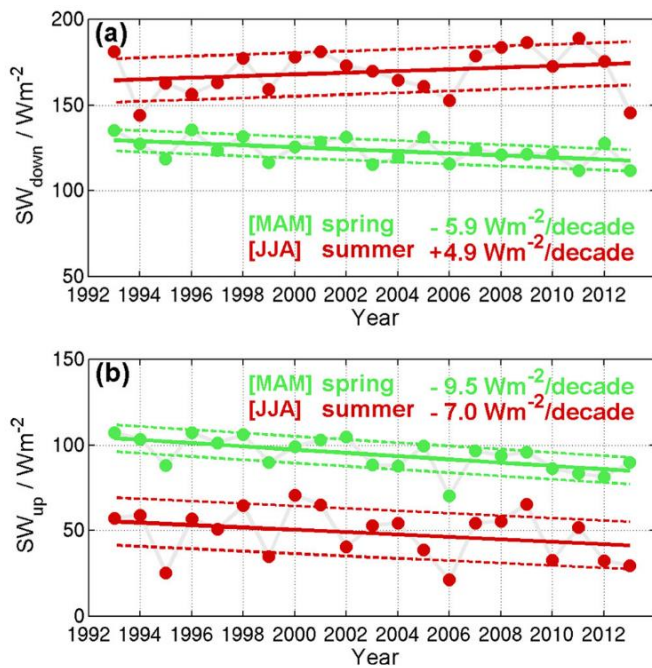 (a)
200
150
100
50
SW_down / Wm^-2
[MAM] spring - 5.9 Wm^-2/decade
[JJA] summer +4.9 Wm^-2/decade
1992 1994 1996 1998 2000 2002 2004 2006 2008 2010 2012
Year
(b)
150
100
50
0
SW_up / Wm^-2
[MAM] spring - 9.5 Wm^-2/decade
[JJA] summer - 7.0 Wm^-2/decade
1992 1994 1996 1998 2000 2002 2004 2006 2008 2010 2012
Year